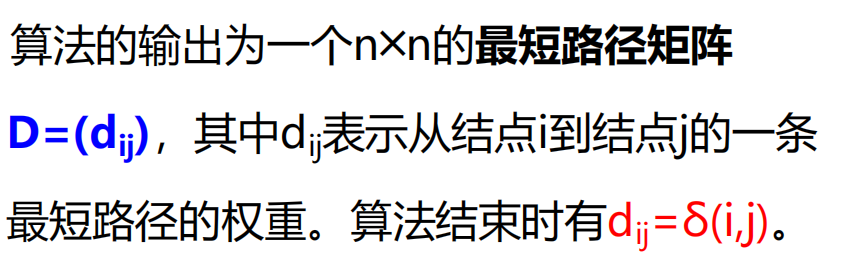 算法的输出为一个n×n的最短路径矩阵
D=(dij)，其中dij表示从结点i到结点j的一条
最短路径的权重。算法结束时有dij=δ(i,j)。